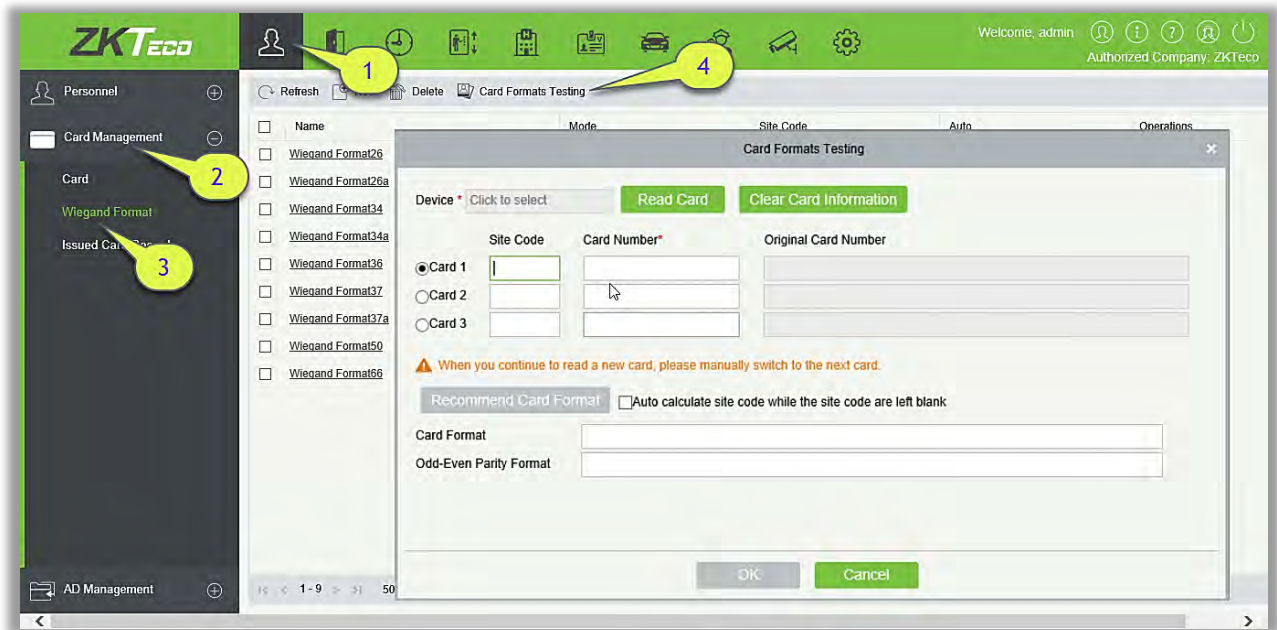 ZKTeco
Welcome, admin
Authorized Company: ZKTeco
1
4
Personnel
Refresh
Delete
Card Formats Testing
Card Management
2
Card
Wiegand Format
3
AD Management
Name
Mode
Site Code
Auto
Operations
Wiegand Format26
Wiegand Format26a
Wiegand Format34
Wiegand Format34a
Wiegand Format36
Wiegand Format37
Wiegand Format37a
Wiegand Format50
Wiegand Format66
1-9
50
Card Formats Testing
Device * Click to select Read Card Clear Card Information
Site Code Card Number* Original Card Number
Card 1
Card 2
Card 3
When you continue to read a new card, please manually switch to the next card.
Recommend Card Format Auto calculate site code while the site code are left blank
Card Format
Odd-Even Parity Format
OK Cancel